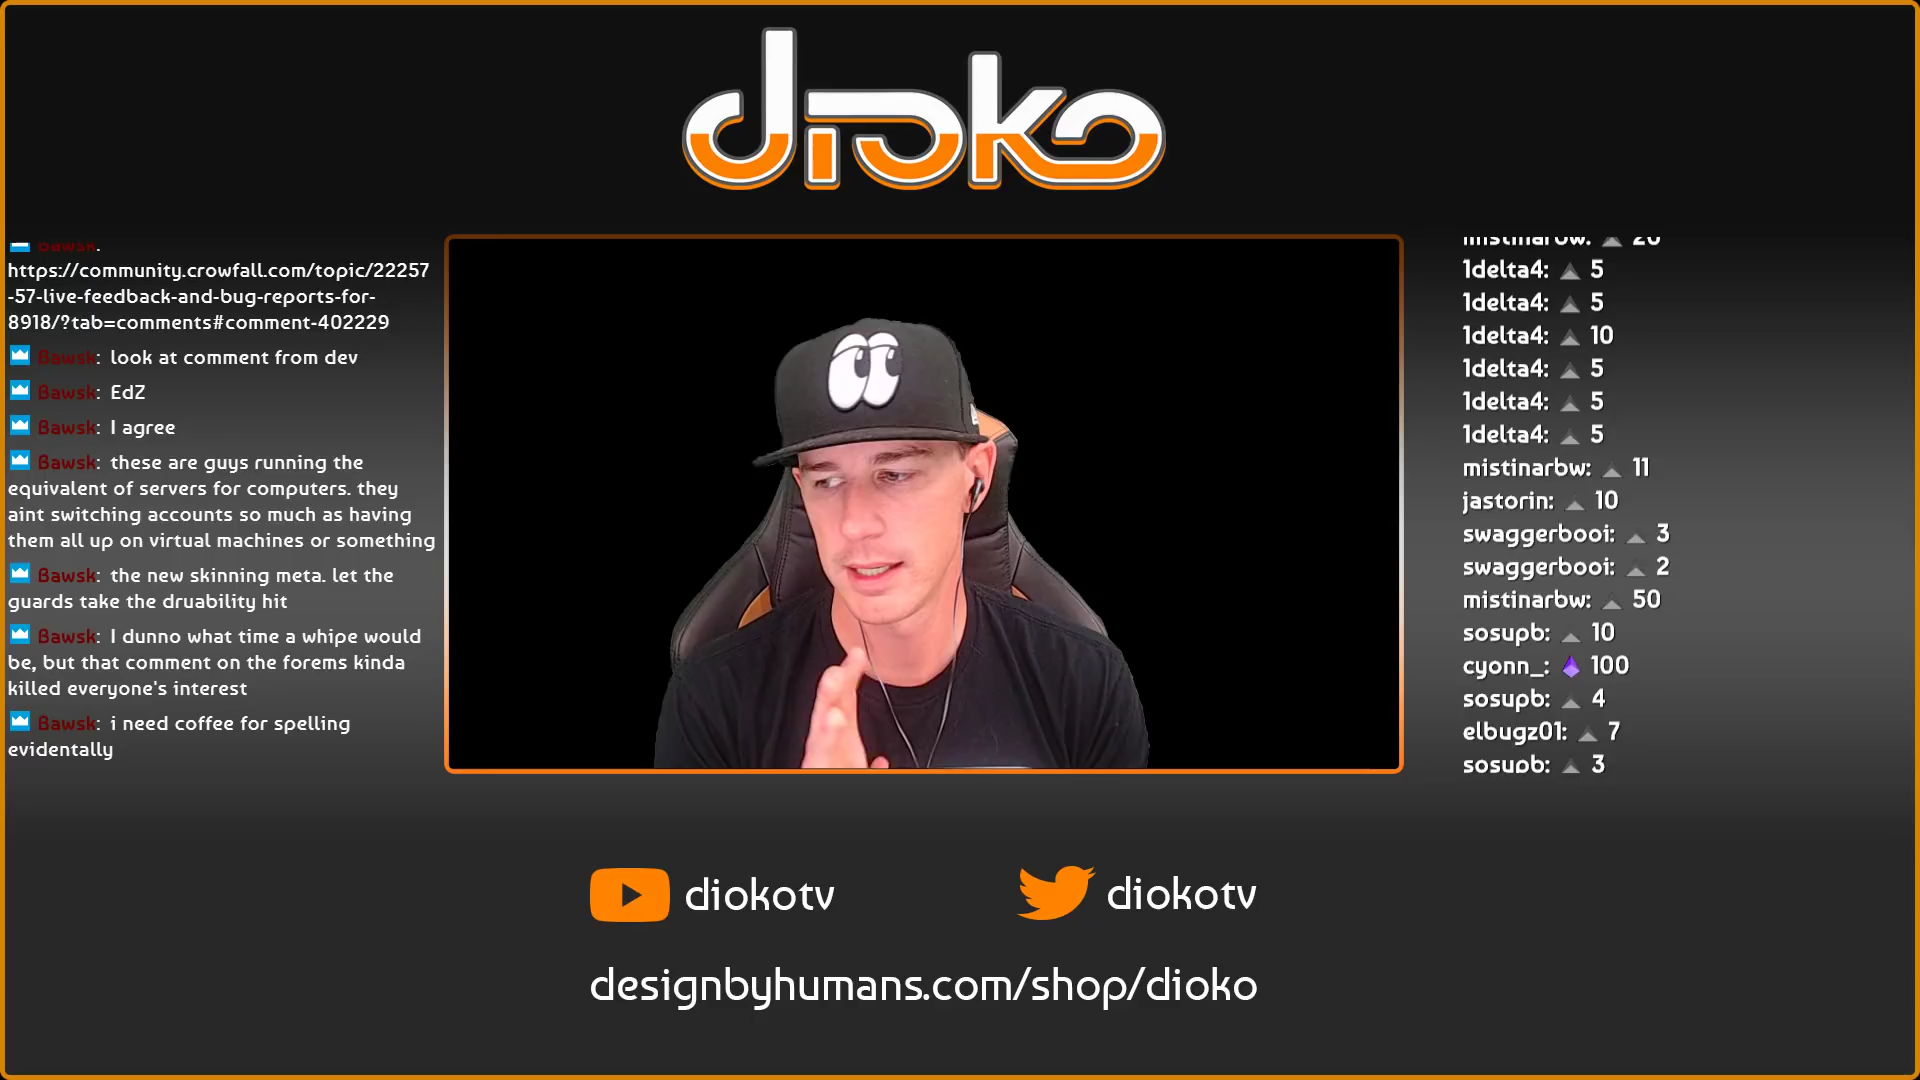 dioko
Bawsk:
https://community.crowfall.com/topic/22257
-57-live-feedback-and-bug-reports-for-
8918/?tab=comments#comment-402229
Bawsk: look at comment from dev
Bawsk: EdZ
Bawsk: I agree
Bawsk: these are guys running the
equivalent of servers for computers. they
aint switching accounts so much as having
them all up on virtual machines or something
Bawsk: the new skinning meta. let the
guards take the druability hit
Bawsk: I dunno what time a whipe would
be, but that comment on the forems kinda
killed everyone's interest
Bawsk: i need coffee for spelling
evidentally
mistinarbw: 20
1delta4: 5
1delta4: 5
1delta4: 10
1delta4: 5
1delta4: 5
1delta4: 5
mistinarbw: 11
jastorin: 10
swaggerbooi: 3
swaggerbooi: 2
mistinarbw: 50
sosupb: 10
cyonn_: 100
sosupb: 4
elbugz01: 7
sosupb: 3
diokotv
diokotv
designbyhumans.com/shop/dioko